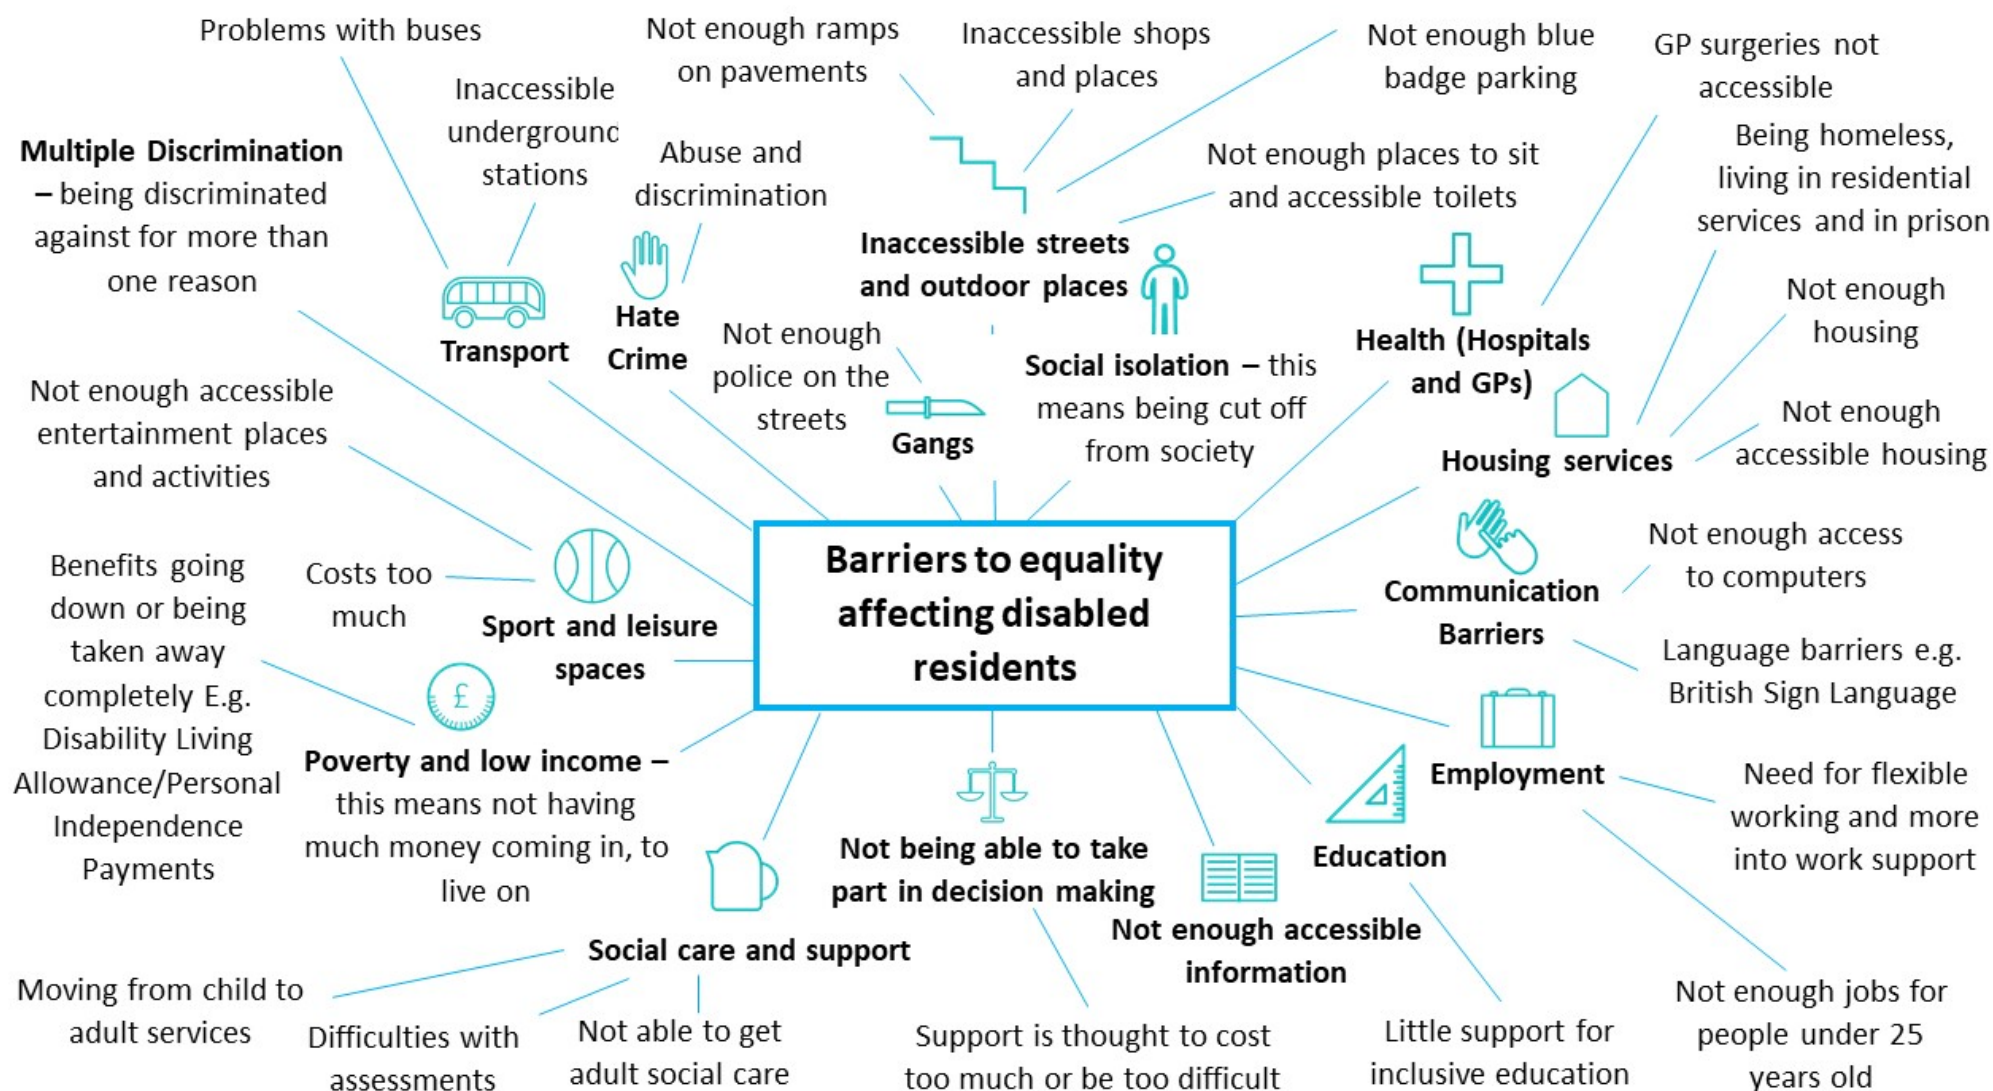 Problems with buses
Inaccessible
underground
stations
Multiple Discrimination
– being discriminated
against for more than
one reason
Transport
Abuse and
discrimination
Hate
Crime
Not enough ramps
on pavements
Inaccessible shops
and places
Not enough blue
badge parking
Not enough places to sit
and accessible toilets
Inaccessible streets
and outdoor places
Not enough
police on the
streets
Gangs
Social isolation – this
means being cut off
from society
GP surgeries not
accessible
Health (Hospitals
and GPs)
Being homeless,
living in residential
services and in prison
Not enough
housing
Not enough
accessible housing
Housing services
Not enough accessible
entertainment places
and activities
Costs too
much
Sport and leisure
spaces
Barriers to equality
affecting disabled
residents
Communication
Barriers
Not enough access
to computers
Language barriers e.g.
British Sign Language
Benefits going
down or being
taken away
completely E.g.
Disability Living
Allowance/Personal
Independence
Payments
£
Poverty and low income –
this means not having
much money coming in, to
live on
Employment
Need for flexible
working and more
into work support
Not enough jobs for
people under 25
years old
Education
Little support for
inclusive education
Not enough accessible
information
Not being able to take
part in decision making
Support is thought to cost
too much or be too difficult
Social care and support
Moving from child to
adult services
Difficulties with
assessments
Not able to get
adult social care